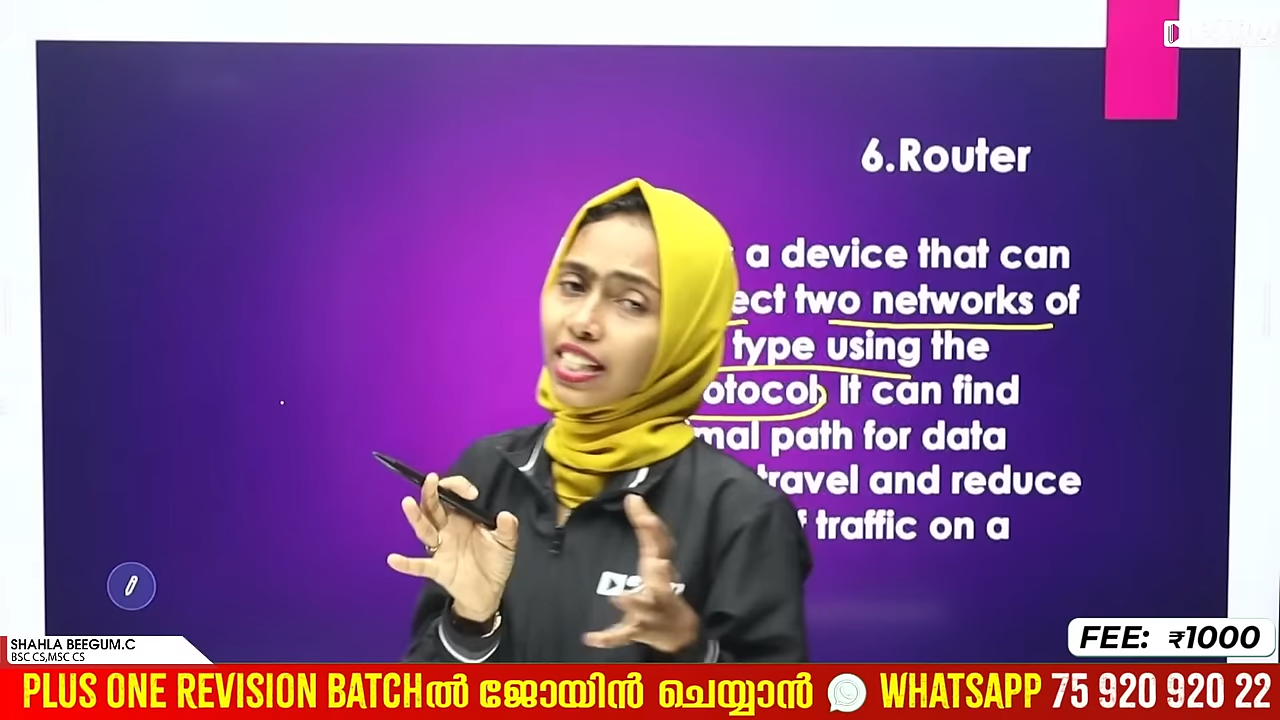 6.Router
a device that can
ect two networks of
type using the
otocol. It can find
mal path for data
travel and reduce
f traffic on a
SHAHLA BEEGUM.C
BSC CS,MSC CS
FEE: ₹1000
PLUS ONE REVISION BATCHൽ ജോയിൻ ചെയ്യാൻ WHATSAPP 75 920 920 22